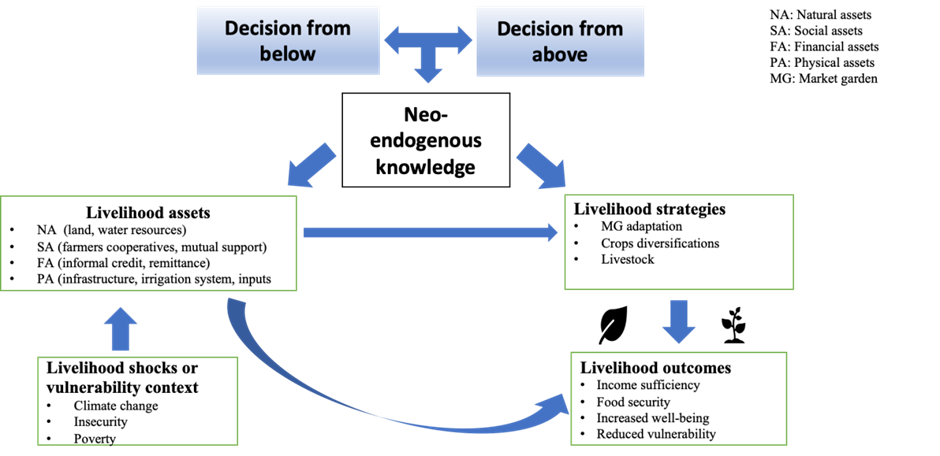 Decision from
below
Decision from
above
NA: Natural assets
SA: Social assets
FA: Financial assets
PA: Physical assets
MG: Market garden
Neo-
endogenous
knowledge
Livelihood assets
• NA (land, water resources)
• SA (farmers cooperatives, mutual support)
• FA (informal credit, remittance)
• PA (infrastructure, irrigation system, inputs
Livelihood strategies
• MG adaptation
• Crops diversifications
• Livestock
Livelihood shocks or
vulnerability context
• Climate change
• Insecurity
• Poverty
Livelihood outcomes
• Income sufficiency
• Food security
• Increased well-being
• Reduced vulnerability